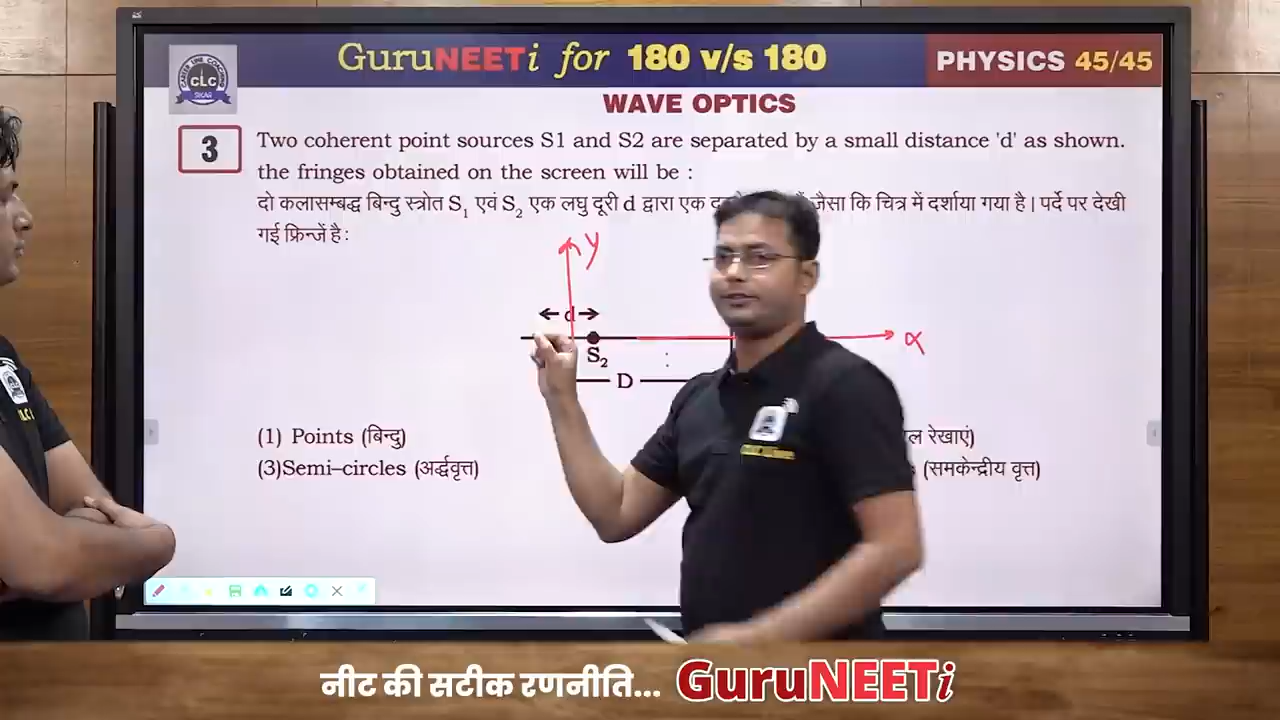 GuruNEETi for 180 v/s 180
PHYSICS 45/45
CLC
SIKAR
WAVE OPTICS
3
Two coherent point sources S1 and S2 are separated by a small distance 'd' as shown.
the fringes obtained on the screen will be :
दो कलासम्बद्ध बिन्दु स्त्रोत S₁ एवं S₂ एक लघु दूरी d द्वारा एक जैसा कि चित्र में दर्शाया गया है। पर्दे पर देखी
गई फ्रिन्जें है :
y
d
S₂
x
D
(1) Points (बिन्दु)
रेखाएं)
(3)Semi–circles (अर्द्धवृत्त)
(समकेन्द्रीय वृत्त)
नीट की सटीक रणनीति... GuruNEETi